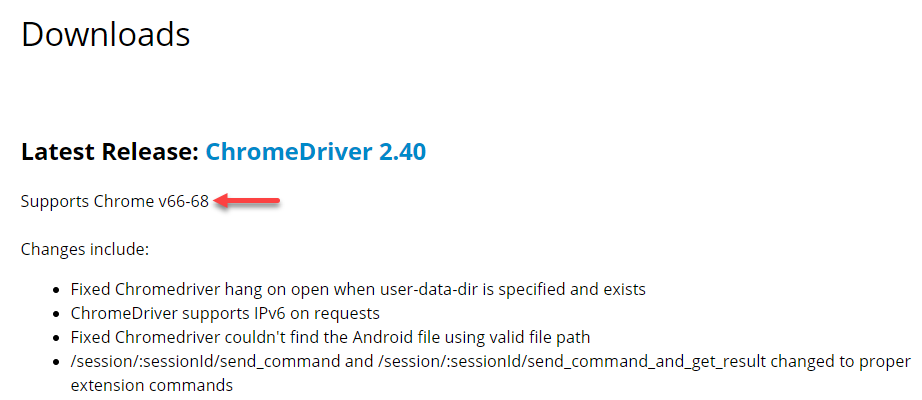 Downloads
Latest Release: ChromeDriver 2.40
Supports Chrome v66-68
Changes include:
• Fixed Chromedriver hang on open when user-data-dir is specified and exists
• ChromeDriver supports IPv6 on requests
• Fixed Chromedriver couldn't find the Android file using valid file path
• /session/:sessionId/send_command and /session/:sessionId/send_command_and_get_result changed to proper
extension commands